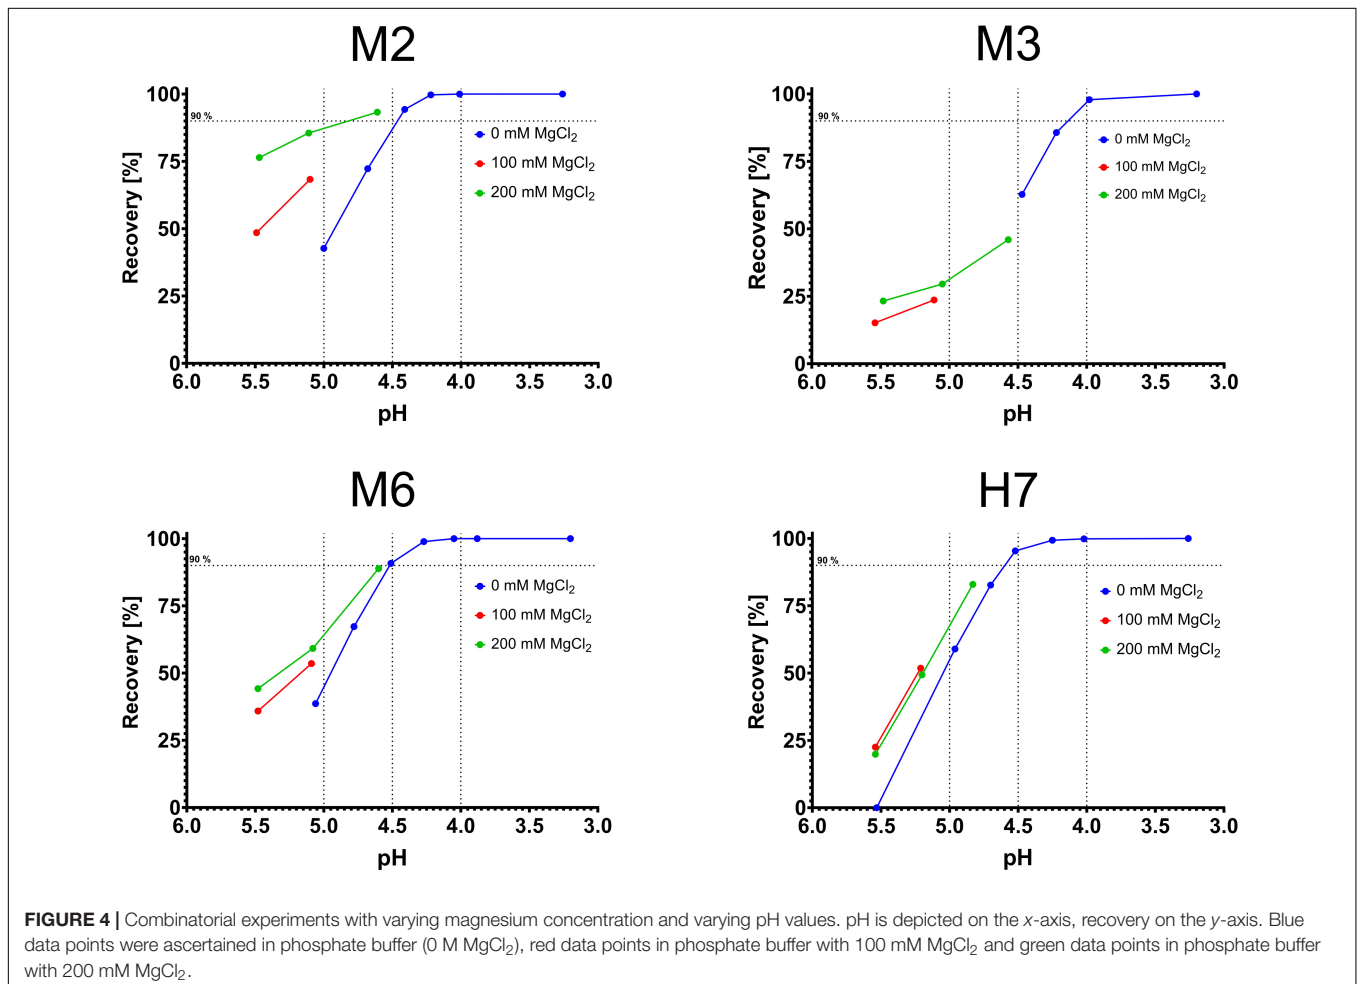 M2
100
75
50
25
0
90 %
Recovery [%]
0 mM MgCl2
100 mM MgCl2
200 mM MgCl2
6.0 5.5 5.0 4.5 4.0 3.5 3.0
pH
M3
100
75
50
25
0
90 %
Recovery [%]
0 mM MgCl2
100 mM MgCl2
200 mM MgCl2
6.0 5.5 5.0 4.5 4.0 3.5 3.0
pH
M6
100
75
50
25
0
90 %
Recovery [%]
0 mM MgCl2
100 mM MgCl2
200 mM MgCl2
6.0 5.5 5.0 4.5 4.0 3.5 3.0
pH
H7
100
75
50
25
0
90 %
Recovery [%]
0 mM MgCl2
100 mM MgCl2
200 mM MgCl2
6.0 5.5 5.0 4.5 4.0 3.5 3.0
pH
FIGURE 4 | Combinatorial experiments with varying magnesium concentration and varying pH values. pH is depicted on the x-axis, recovery on the y-axis. Blue
data points were ascertained in phosphate buffer (0 M MgCl2), red data points in phosphate buffer with 100 mM MgCl2 and green data points in phosphate buffer
with 200 mM MgCl2.